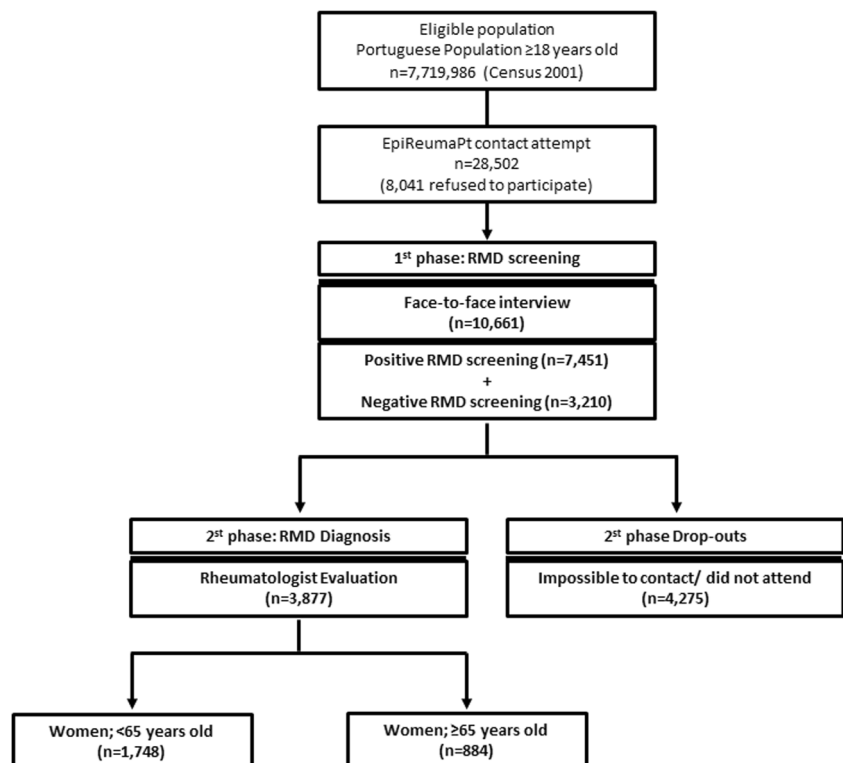 Eligible population
Portuguese Population ≥18 years old
n=7,719,986 (Census 2001)
EpiReumaPt contact attempt
n=28,502
(8,041 refused to participate)
1st phase: RMD screening
Face-to-face interview
(n=10,661)
Positive RMD screening (n=7,451)
+
Negative RMD screening (n=3,210)
2st phase: RMD Diagnosis
Rheumatologist Evaluation
(n=3,877)
2st phase Drop-outs
Impossible to contact/ did not attend
(n=4,275)
Women; <65 years old
(n=1,748)
Women; ≥65 years old
(n=884)